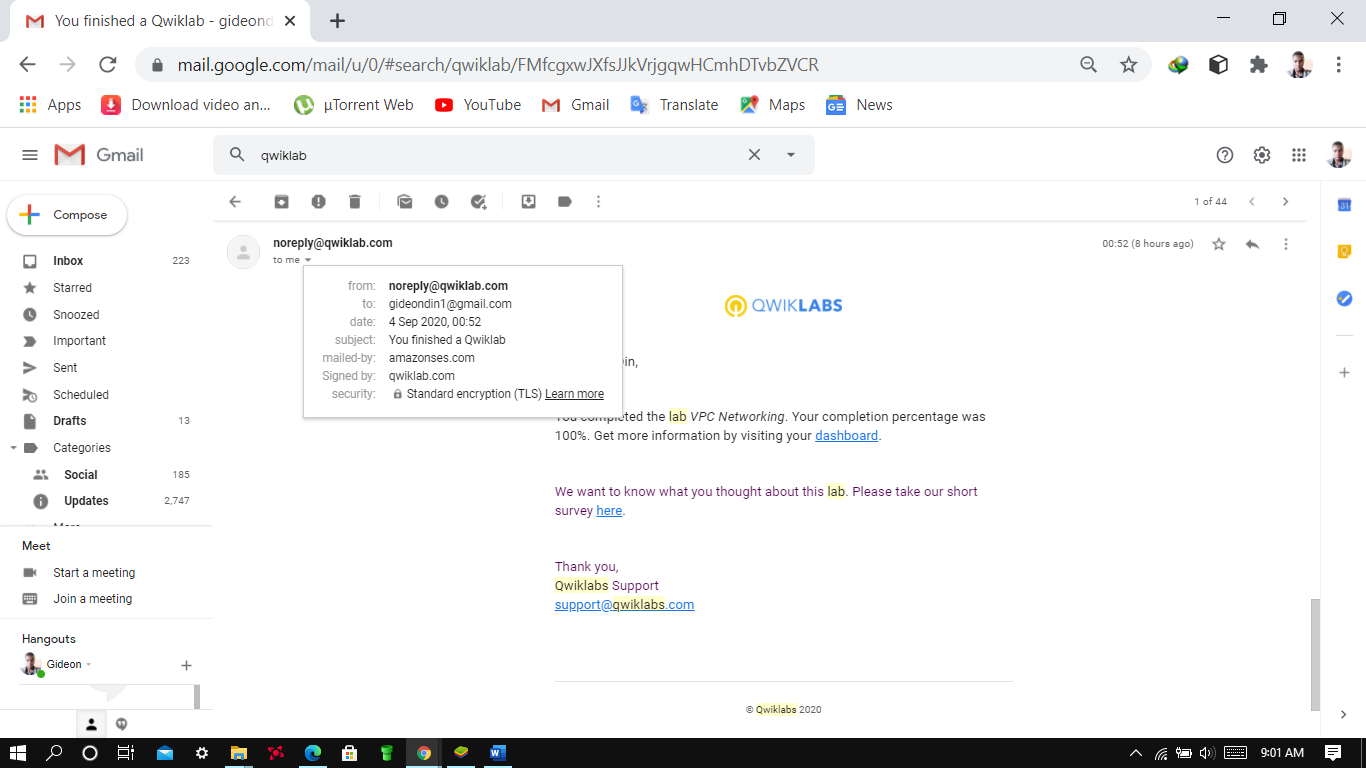 You finished a Qwiklab - gideond
mail.google.com/mail/u/0/#search/qwiklab/FMfcgxwJXfsJJkVrjgqwHCmhDTvbZVCR
Apps Download video an... µTorrent Web YouTube Gmail Translate Maps News
Gmail qwiklab
Compose
1 of 44
Inbox 223
Starred
Snoozed
Important
Sent
Scheduled
Drafts 13
Categories
Social 185
Updates 2,747
More
Meet
Start a meeting
Join a meeting
Hangouts
Gideon
noreply@qwiklab.com 00:52 (8 hours ago)
to me
from: noreply@qwiklab.com
to: gideondin1@gmail.com
date: 4 Sep 2020, 00:52
subject: You finished a Qwiklab
mailed-by: amazonses.com
Signed by: qwiklab.com
security: Standard encryption (TLS) Learn more
QWIKLABS
in,
You completed the lab VPC Networking. Your completion percentage was
100%. Get more information by visiting your dashboard.
We want to know what you thought about this lab. Please take our short
survey here.
Thank you,
Qwiklabs Support
support@qwiklabs.com
© Qwiklabs 2020
31
9:01 AM